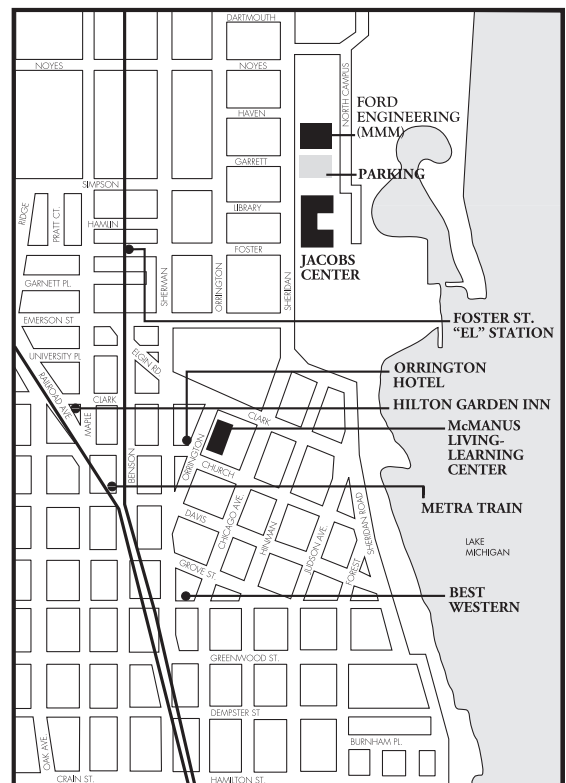 DARTMOUTH
NOYES
NOYES
NORTH CAMPUS
FORD
ENGINEERING
(MMM)
HAVEN
GARRETT
PARKING
SIMPSON
RIDGE
PRATT CT.
LIBRARY
HAMLIN
FOSTER
JACOBS
CENTER
SHERMAN
ORRINGTON
SHERIDAN
GARNETT PL.
EMERSON ST
FOSTER ST.
"EL" STATION
UNIVERSITY PL
ELGIN RD
ORRINGTON
HOTEL
RAILROAD AVE
CLARK
HILTON GARDEN INN
MAPLE
CLARK
McMANUS
LIVING-
LEARNING
CENTER
BENSON
ORRINGTON
CHURCH
METRA TRAIN
DAVIS
CHICAGO AVE
HINMAN
JUDSON AVE
SHERIDAN ROAD
LAKE
MICHIGAN
GROVE ST.
FOREST
BEST
WESTERN
GREENWOOD ST.
DEMPSTER ST
OAK AVE
BURNHAM PL.
CRAIN ST.
HAMILTON ST.